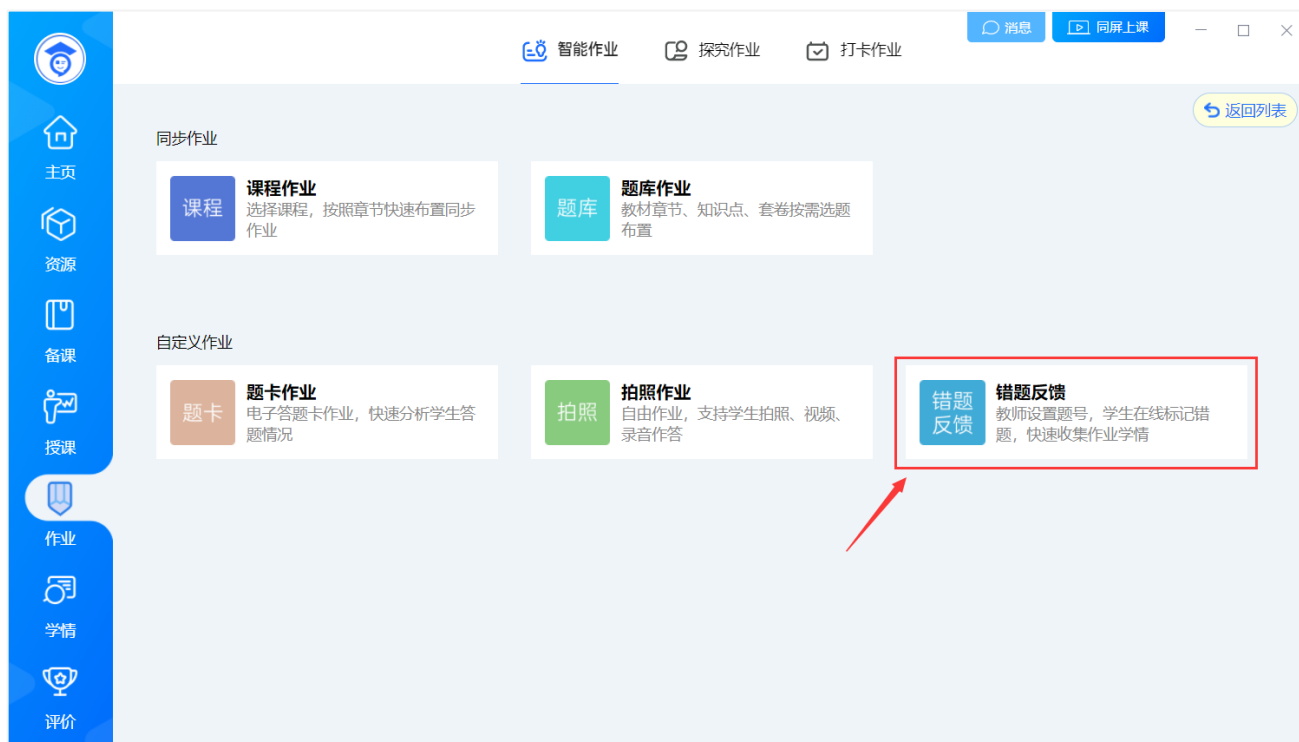 智能作业
探究作业
打卡作业
消息
同屏上课
返回列表
主页
资源
备课
授课
作业
学情
评价
同步作业
课程
课程作业
选择课程，按照章节快速布置同步
作业
题库
题库作业
教材章节、知识点、套卷按需选题
布置
自定义作业
题卡
题卡作业
电子答题卡作业，快速分析学生答
题情况
拍照
拍照作业
自由作业，支持学生拍照、视频、
录音作答
错题
反馈
错题反馈
教师设置题号，学生在线标记错
题，快速收集作业学情